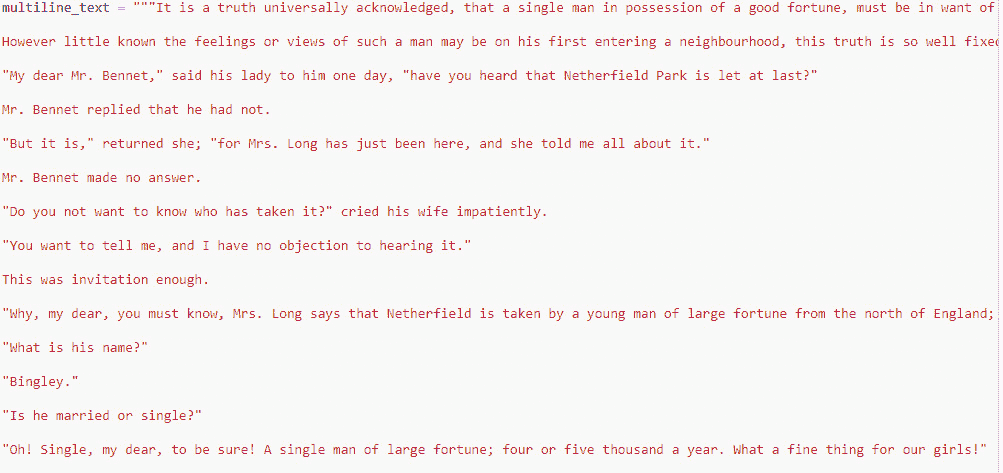 multiline_text = """It is a truth universally acknowledged, that a single man in possession of a good fortune, must be in want of
However little known the feelings or views of such a man may be on his first entering a neighbourhood, this truth is so well fixed
"My dear Mr. Bennet," said his lady to him one day, "have you heard that Netherfield Park is let at last?"
Mr. Bennet replied that he had not.
"But it is," returned she; "for Mrs. Long has just been here, and she told me all about it."
Mr. Bennet made no answer.
"Do you not want to know who has taken it?" cried his wife impatiently.
"You want to tell me, and I have no objection to hearing it."
This was invitation enough.
"Why, my dear, you must know, Mrs. Long says that Netherfield is taken by a young man of large fortune from the north of England;
"What is his name?"
"Bingley."
"Is he married or single?"
"Oh! Single, my dear, to be sure! A single man of large fortune; four or five thousand a year. What a fine thing for our girls!"